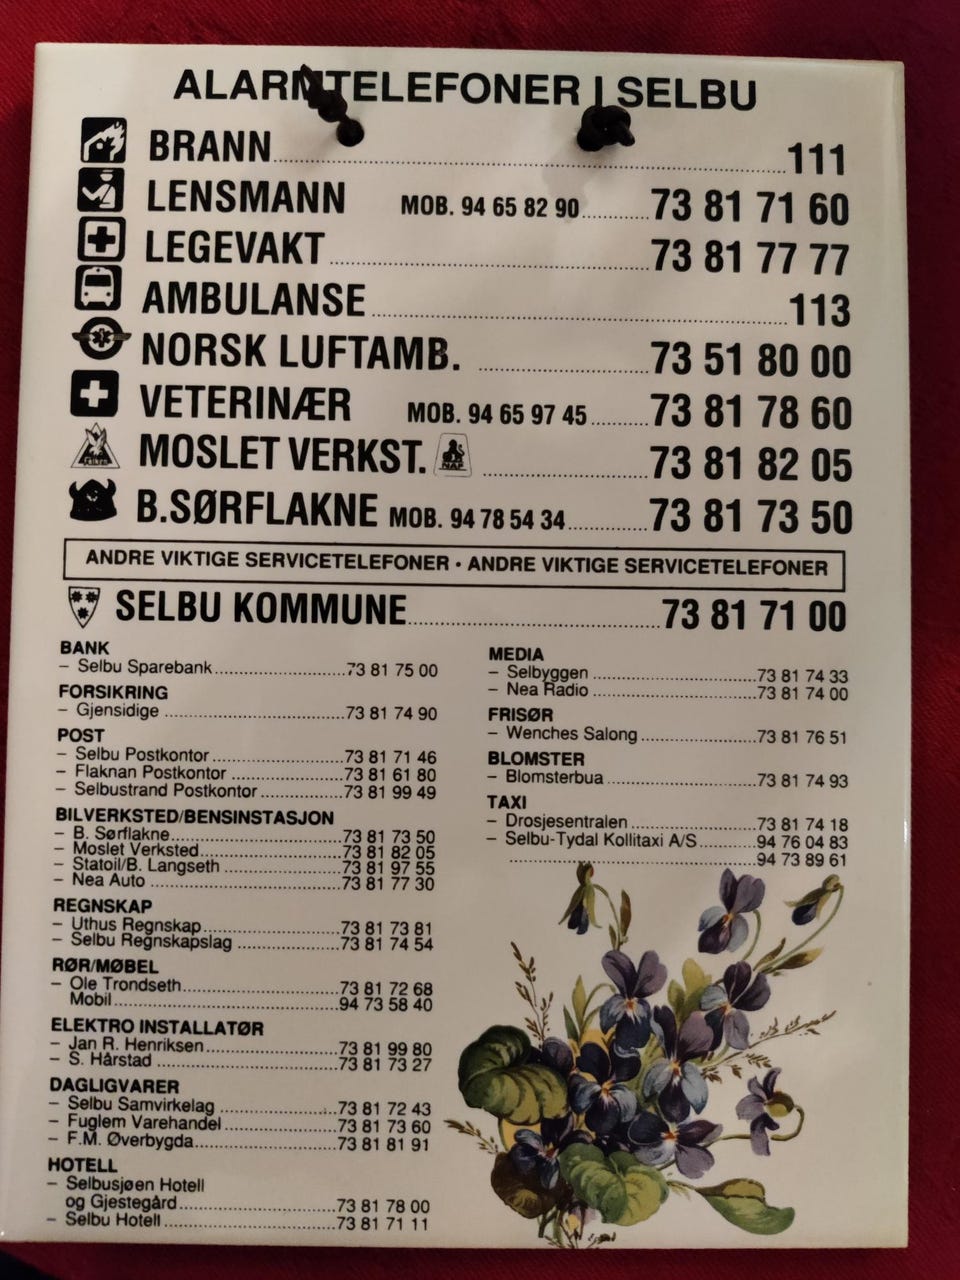 ALARMTELEFONER I SELBU
BRANN ........ 111
LENSMANN MOB. 94 65 82 90 ........ 73 81 71 60
LEGEVAKT ........ 73 81 77 77
AMBULANSE ........ 113
NORSK LUFTAMB. ........ 73 51 80 00
VETERINÆR MOB. 94 65 97 45 ........ 73 81 78 60
Falken MOSLET VERKST. NAF ........ 73 81 82 05
B.SØRFLAKNE MOB. 94 78 54 34 ........ 73 81 73 50
ANDRE VIKTIGE SERVICETELEFONER • ANDRE VIKTIGE SERVICETELEFONER
SELBU KOMMUNE ........ 73 81 71 00
BANK
– Selbu Sparebank ........ 73 81 75 00
FORSIKRING
– Gjensidige ........ 73 81 74 90
POST
– Selbu Postkontor ........ 73 81 71 46
– Flaknan Postkontor ........ 73 81 61 80
– Selbustrand Postkontor ........ 73 81 99 49
BILVERKSTED/BENSINSTASJON
– B. Sørflakne ........ 73 81 73 50
– Moslet Verksted ........ 73 81 82 05
– Statoil/B. Langseth ........ 73 81 97 55
– Nea Auto ........ 73 81 77 30
REGNSKAP
– Uthus Regnskap ........ 73 81 73 81
– Selbu Regnskapslag ........ 73 81 74 54
RØR/MØBEL
– Ole Trondseth ........ 73 81 72 68
Mobil ........ 94 73 58 40
ELEKTRO INSTALLATØR
– Jan R. Henriksen ........ 73 81 99 80
– S. Hårstad ........ 73 81 73 27
DAGLIGVARER
– Selbu Samvirkelag ........ 73 81 72 43
– Fuglem Varehandel ........ 73 81 73 60
– F.M. Øverbygda ........ 73 81 81 91
HOTELL
– Selbusjøen Hotell
og Gjestegård ........ 73 81 78 00
– Selbu Hotell ........ 73 81 71 11
MEDIA
– Selbyggen ........ 73 81 74 33
– Nea Radio ........ 73 81 74 00
FRISØR
– Wenches Salong ........ 73 81 76 51
BLOMSTER
– Blomsterbua ........ 73 81 74 93
TAXI
– Drosjesentralen ........ 73 81 74 18
– Selbu-Tydal Kollitaxi A/S ........ 94 76 04 83
........ 94 73 89 61